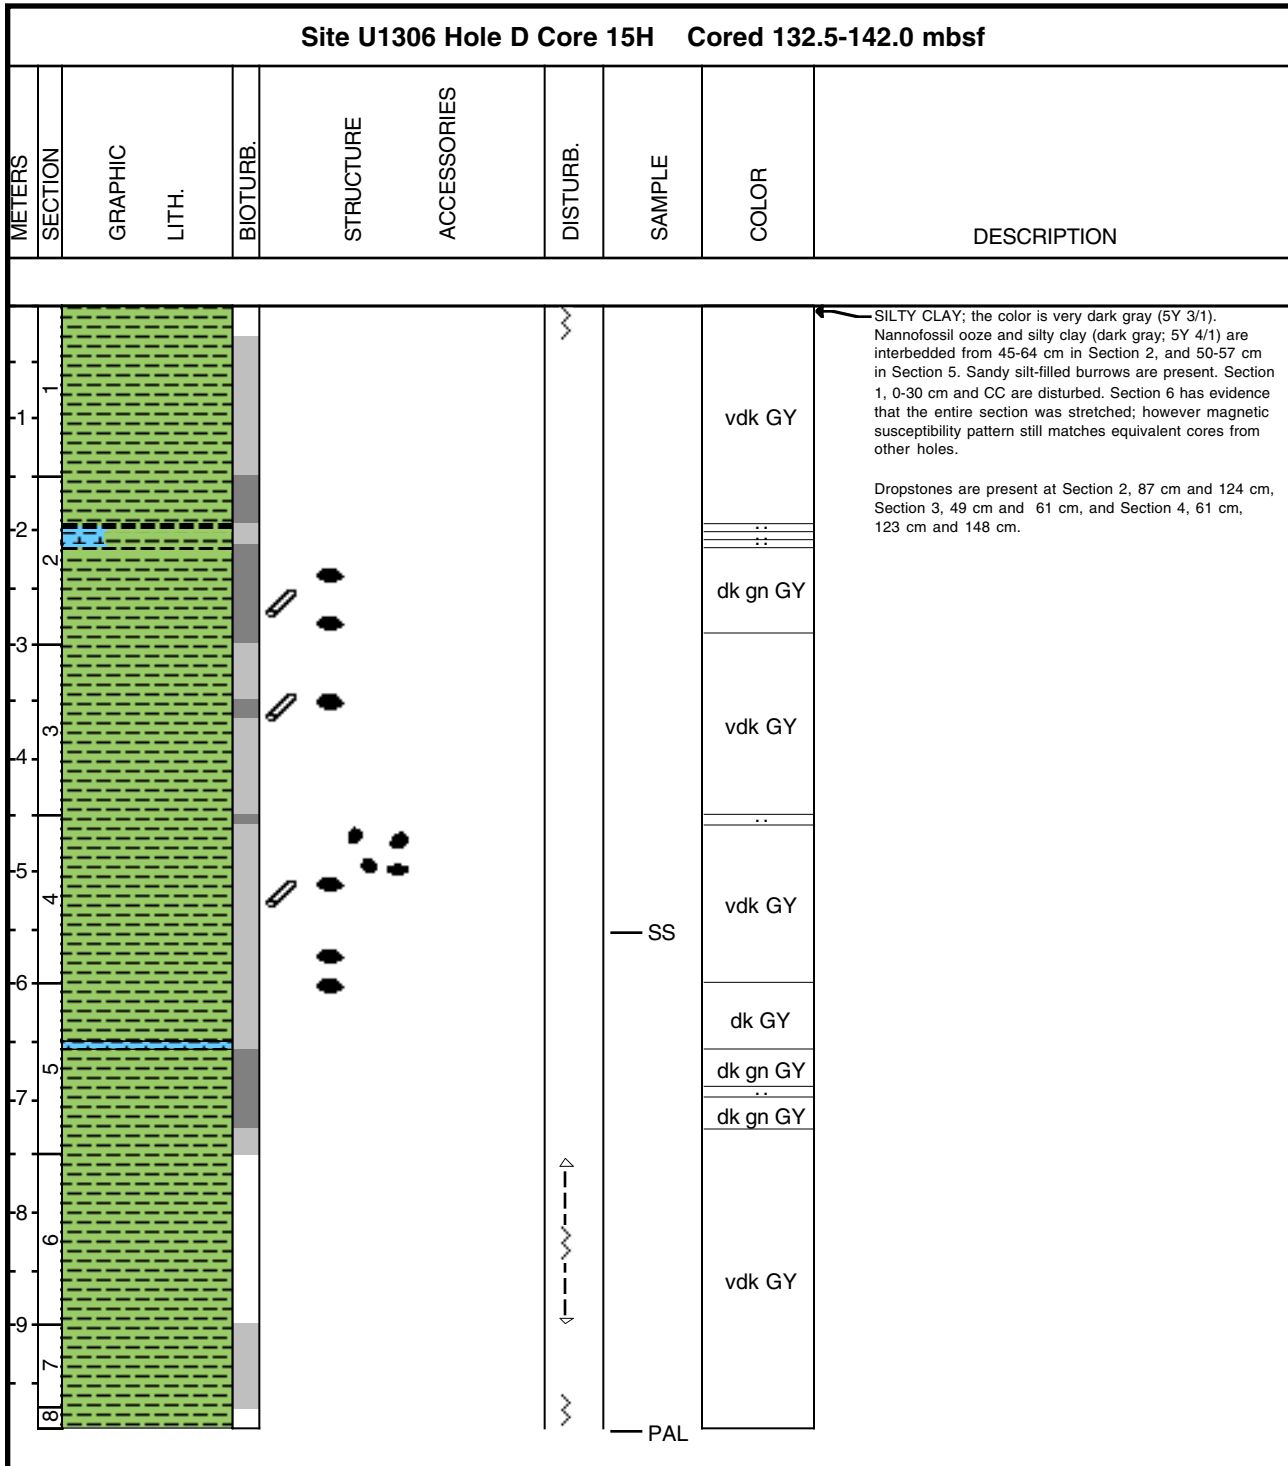 Site U1306 Hole D Core 15H Cored 132.5-142.0 mbsf
METERS
SECTION
GRAPHIC
LITH.
BIOTURB.
STRUCTURE
ACCESSORIES
DISTURB.
SAMPLE
COLOR
DESCRIPTION
1
2
3
4
5
6
7
8
9
1
2
3
4
5
6
7
8
SS
PAL
vdk GY
: :
: :
dk gn GY
vdk GY
. .
vdk GY
dk GY
dk gn GY
. .
dk gn GY
vdk GY
SILTY CLAY; the color is very dark gray (5Y 3/1).
Nannofossil ooze and silty clay (dark gray; 5Y 4/1) are
interbedded from 45-64 cm in Section 2, and 50-57 cm
in Section 5. Sandy silt-filled burrows are present. Section
1, 0-30 cm and CC are disturbed. Section 6 has evidence
that the entire section was stretched; however magnetic
susceptibility pattern still matches equivalent cores from
other holes.
Dropstones are present at Section 2, 87 cm and 124 cm,
Section 3, 49 cm and 61 cm, and Section 4, 61 cm,
123 cm and 148 cm.